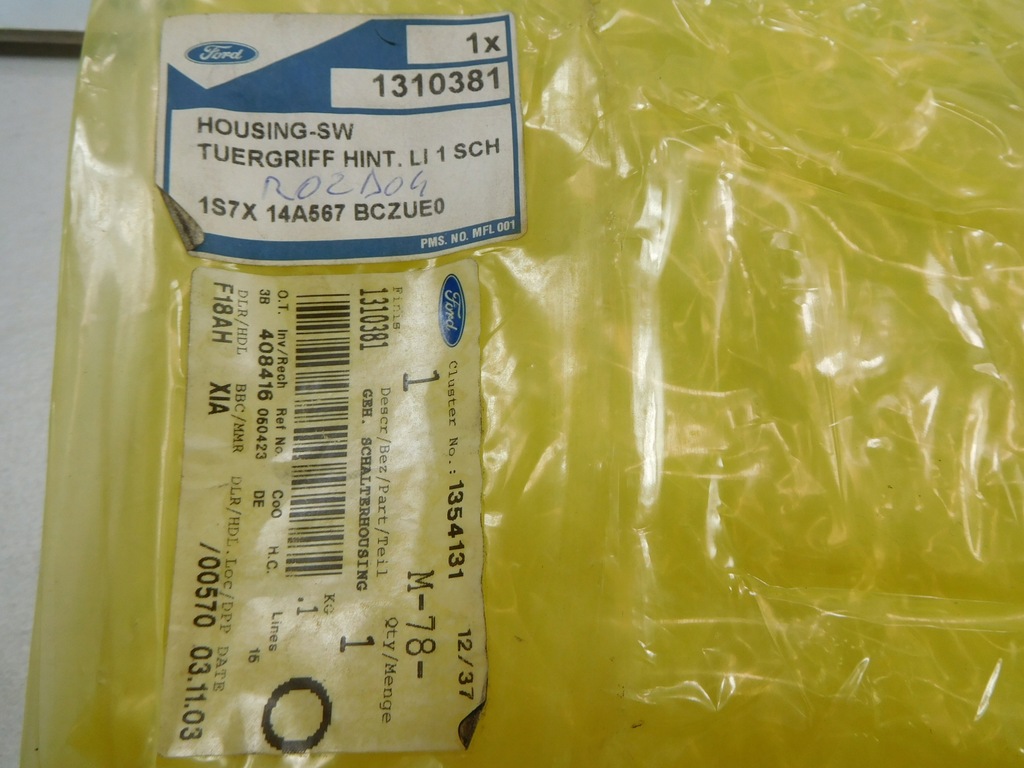 Ford
1x
1310381
HOUSING-SW
TUERGRIFF HINT. LI 1 SCH
R02D04
1S7X 14A567 BCZUE0
PMS. NO. MFL 001
Ford
Cluster No.: 1354131 12/37
1 M-78-
Finis Descr/Bez/Part/Teil Qty/Menge
1310381 GEH. SCHALTERHOUSING 1
KG
.1
O.T. Inv/Rech Ref No. CoO H.C. Lines
3B 408416 060423 DE 16
DLR/HDL BBC/MMR DLR/HDL.Loc/DPP DATE
F18AH XIA /00570 03.11.03